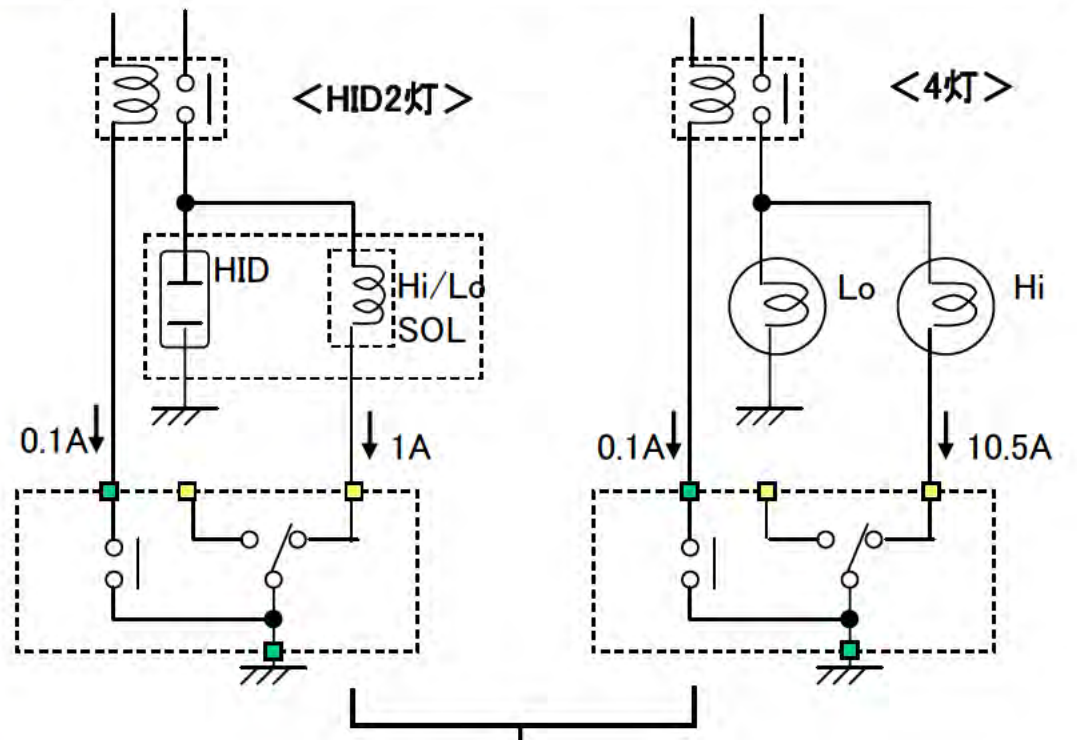 <HID2灯>
<4灯>
HID
Hi/Lo
SOL
Lo
Hi
0.1A
1A
0.1A
10.5A